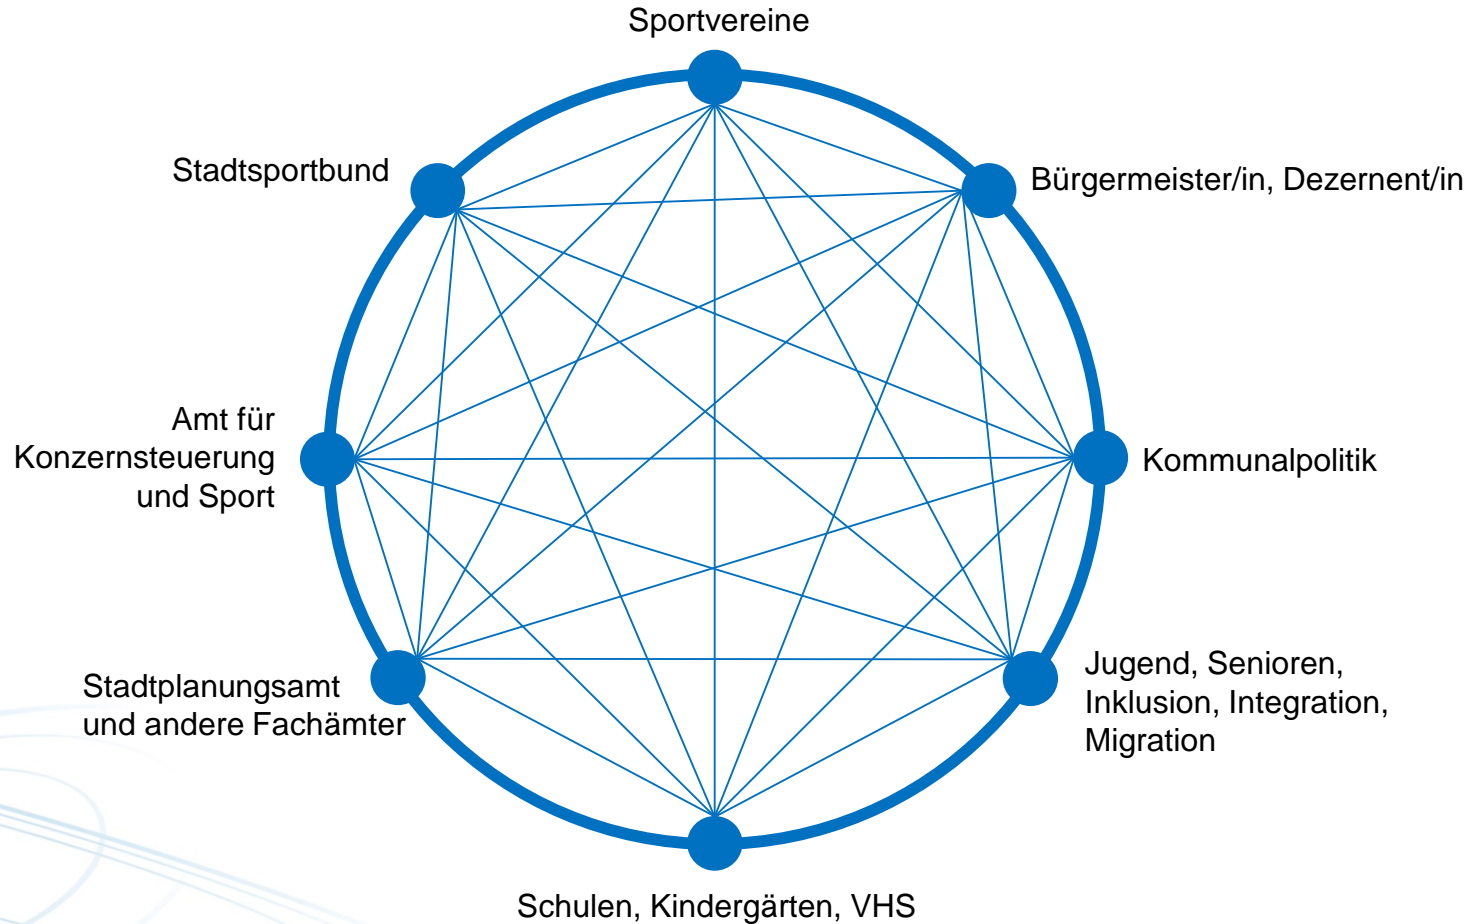 Sportvereine
Stadtsportbund
Bürgermeister/in, Dezernent/in
Amt für
Konzernsteuerung
und Sport
Kommunalpolitik
Stadtplanungsamt
und andere Fachämter
Jugend, Senioren,
Inklusion, Integration,
Migration
Schulen, Kindergärten, VHS